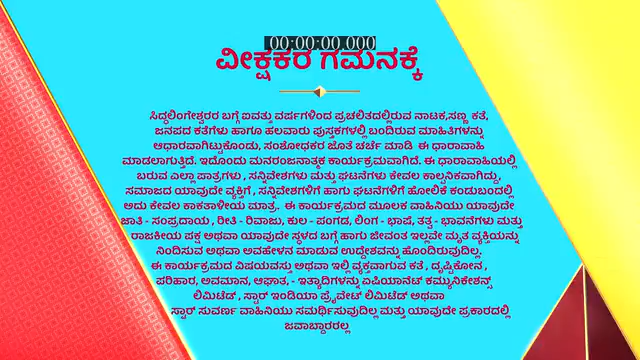 00:00:00.000
ವೀಕ್ಷಕರ ಗಮನಕ್ಕೆ
ಸಿದ್ಧಲಿಂಗೇಶ್ವರರ ಬಗ್ಗೆ ಐವತ್ತು ವರ್ಷಗಳಿಂದ ಪ್ರಚಲಿತದಲ್ಲಿರುವ ನಾಟಕ,ಸಣ್ಣ ಕತೆ,
ಜನಪದ ಕತೆಗಳು ಹಾಗೂ ಹಲವಾರು ಪುಸ್ತಕಗಳಲ್ಲಿ ಬಂದಿರುವ ಮಾಹಿತಿಗಳನ್ನು
ಆಧಾರವಾಗಿಟ್ಟುಕೊಂಡು, ಸಂಶೋಧಕರ ಜೊತೆ ಚರ್ಚೆ ಮಾಡಿ ಈ ಧಾರಾವಾಹಿ
ಮಾಡಲಾಗುತ್ತಿದೆ. ಇದೊಂದು ಮನರಂಜನಾತ್ಮಕ ಕಾರ್ಯಕ್ರಮವಾಗಿದೆ. ಈ ಧಾರಾವಾಹಿಯಲ್ಲಿ
ಬರುವ ಎಲ್ಲಾ ಪಾತ್ರಗಳು , ಸನ್ನಿವೇಶಗಳು ಮತ್ತು ಘಟನೆಗಳು ಕೇವಲ ಕಾಲ್ಪನಿಕವಾಗಿದ್ದು,
ಸಮಾಜದ ಯಾವುದೇ ವ್ಯಕ್ತಿಗೆ , ಸನ್ನಿವೇಶಗಳಿಗೆ ಹಾಗು ಘಟನೆಗಳಿಗೆ ಹೋಲಿಕೆ ಕಂಡುಬಂದಲ್ಲಿ
ಅದು ಕೇವಲ ಕಾಕತಾಳೀಯ ಮಾತ್ರ. ಈ ಕಾರ್ಯಕ್ರಮದ ಮೂಲಕ ವಾಹಿನಿಯು ಯಾವುದೇ
ಜಾತಿ - ಸಂಪ್ರದಾಯ , ರೀತಿ - ರಿವಾಜು, ಕುಲ - ಪಂಗಡ, ಲಿಂಗ - ಭಾಷೆ, ತತ್ವ - ಭಾವನೆಗಳು ಮತ್ತು
ರಾಜಕೀಯ ಪಕ್ಷ ಅಥವಾ ಯಾವುದೇ ಸ್ಥಳದ ಬಗ್ಗೆ ಹಾಗು ಜೀವಂತ ಇಲ್ಲವೇ ಮೃತ ವ್ಯಕ್ತಿಯನ್ನು
ನಿಂದಿಸುವ ಅಥವಾ ಅವಹೇಳನ ಮಾಡುವ ಉದ್ದೇಶವನ್ನು ಹೊಂದಿರುವುದಿಲ್ಲ.
ಈ ಕಾರ್ಯಕ್ರಮದ ವಿಷಯವಸ್ತು ಅಥವಾ ಇಲ್ಲಿ ವ್ಯಕ್ತವಾಗುವ ಕತೆ , ದೃಷ್ಟಿಕೋನ ,
ಪರಿಹಾರ, ಅವಮಾನ, ಆಘಾತ, - ಇತ್ಯಾದಿಗಳನ್ನು ಏಷಿಯಾನೆಟ್ ಕಮ್ಯುನಿಕೇಶನ್ಸ್
ಲಿಮಿಟೆಡ್ , ಸ್ಟಾರ್ ಇಂಡಿಯಾ ಪ್ರೈವೇಟ್ ಲಿಮಿಟೆಡ್ ಅಥವಾ
ಸ್ಟಾರ್ ಸುವರ್ಣ ವಾಹಿನಿಯು ಸಮರ್ಥಿಸುವುದಿಲ್ಲ ಮತ್ತು ಯಾವುದೇ ಪ್ರಕಾರದಲ್ಲಿ
ಜವಾಬ್ದಾರರಲ್ಲ